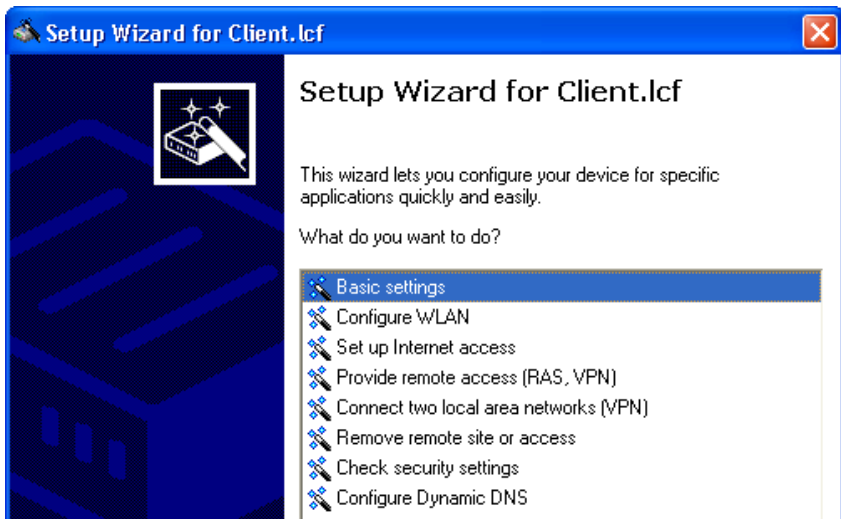 Setup Wizard for Client.lcf
Setup Wizard for Client.lcf
This wizard lets you configure your device for specific
applications quickly and easily.
What do you want to do?
Basic settings
Configure WLAN
Set up Internet access
Provide remote access (RAS, VPN)
Connect two local area networks (VPN)
Remove remote site or access
Check security settings
Configure Dynamic DNS